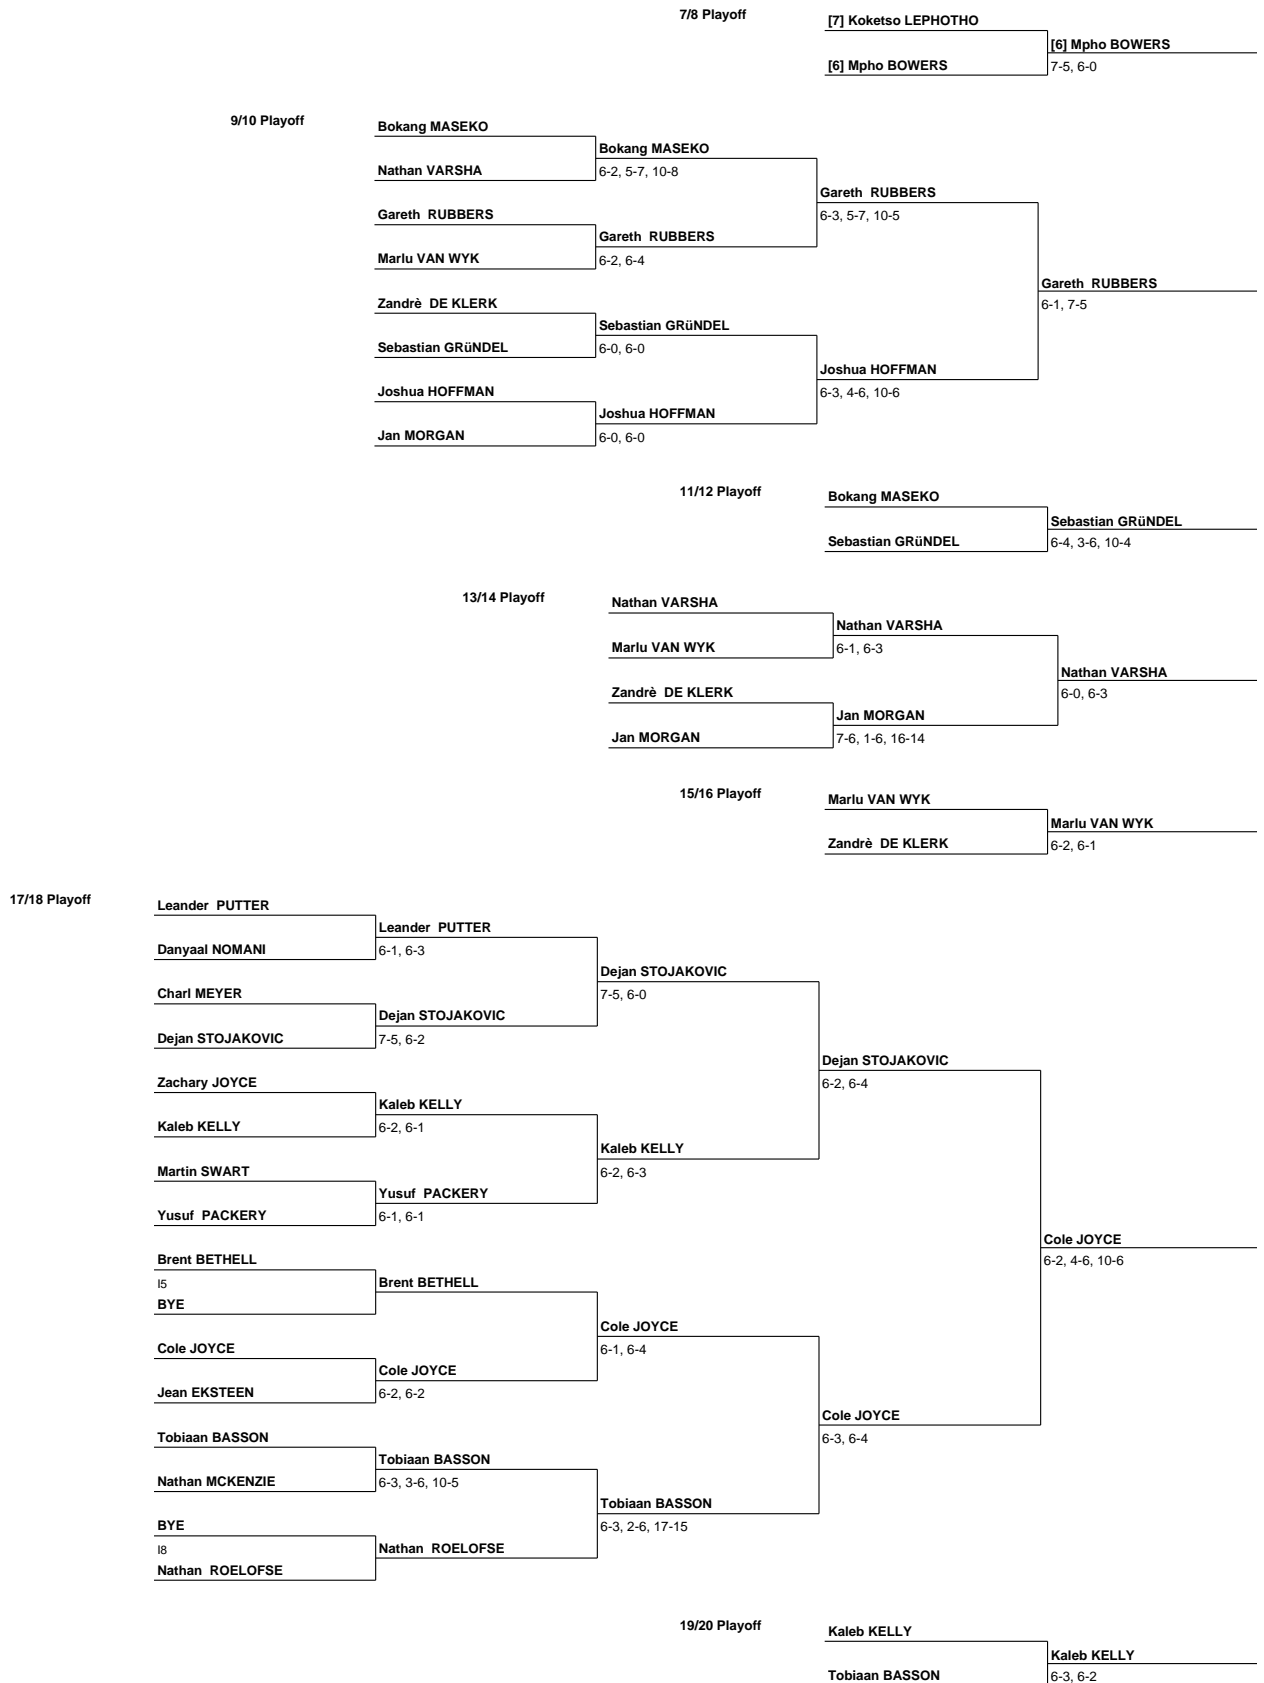 7/8 Playoff
[7] Koketso LEPHOTHO
[6] Mpho BOWERS
[6] Mpho BOWERS
7-5, 6-0
9/10 Playoff
Bokang MASEKO
Bokang MASEKO
Nathan VARSHA
6-2, 5-7, 10-8
Gareth RUBBERS
Gareth RUBBERS
6-3, 5-7, 10-5
Gareth RUBBERS
Marlu VAN WYK
6-2, 6-4
Gareth RUBBERS
Zandrè DE KLERK
6-1, 7-5
Sebastian GRüNDEL
Sebastian GRüNDEL
6-0, 6-0
Joshua HOFFMAN
Joshua HOFFMAN
6-3, 4-6, 10-6
Joshua HOFFMAN
Jan MORGAN
6-0, 6-0
11/12 Playoff
Bokang MASEKO
Sebastian GRüNDEL
Sebastian GRüNDEL
6-4, 3-6, 10-4
13/14 Playoff
Nathan VARSHA
Nathan VARSHA
Marlu VAN WYK
6-1, 6-3
Nathan VARSHA
Zandrè DE KLERK
6-0, 6-3
Jan MORGAN
Jan MORGAN
7-6, 1-6, 16-14
15/16 Playoff
Marlu VAN WYK
Marlu VAN WYK
Zandrè DE KLERK
6-2, 6-1
17/18 Playoff
Leander PUTTER
Leander PUTTER
Danyaal NOMANI
6-1, 6-3
Dejan STOJAKOVIC
Charl MEYER
7-5, 6-0
Dejan STOJAKOVIC
Dejan STOJAKOVIC
7-5, 6-2
Dejan STOJAKOVIC
Zachary JOYCE
6-2, 6-4
Kaleb KELLY
Kaleb KELLY
6-2, 6-1
Kaleb KELLY
Martin SWART
6-2, 6-3
Yusuf PACKERY
Yusuf PACKERY
6-1, 6-1
Cole JOYCE
Brent BETHELL
6-2, 4-6, 10-6
I5
Brent BETHELL
BYE
Cole JOYCE
Cole JOYCE
6-1, 6-4
Cole JOYCE
Jean EKSTEEN
6-2, 6-2
Cole JOYCE
Tobiaan BASSON
6-3, 6-4
Tobiaan BASSON
Nathan MCKENZIE
6-3, 3-6, 10-5
Tobiaan BASSON
BYE
6-3, 2-6, 17-15
I8
Nathan ROELOFSE
Nathan ROELOFSE
19/20 Playoff
Kaleb KELLY
Kaleb KELLY
Tobiaan BASSON
6-3, 6-2